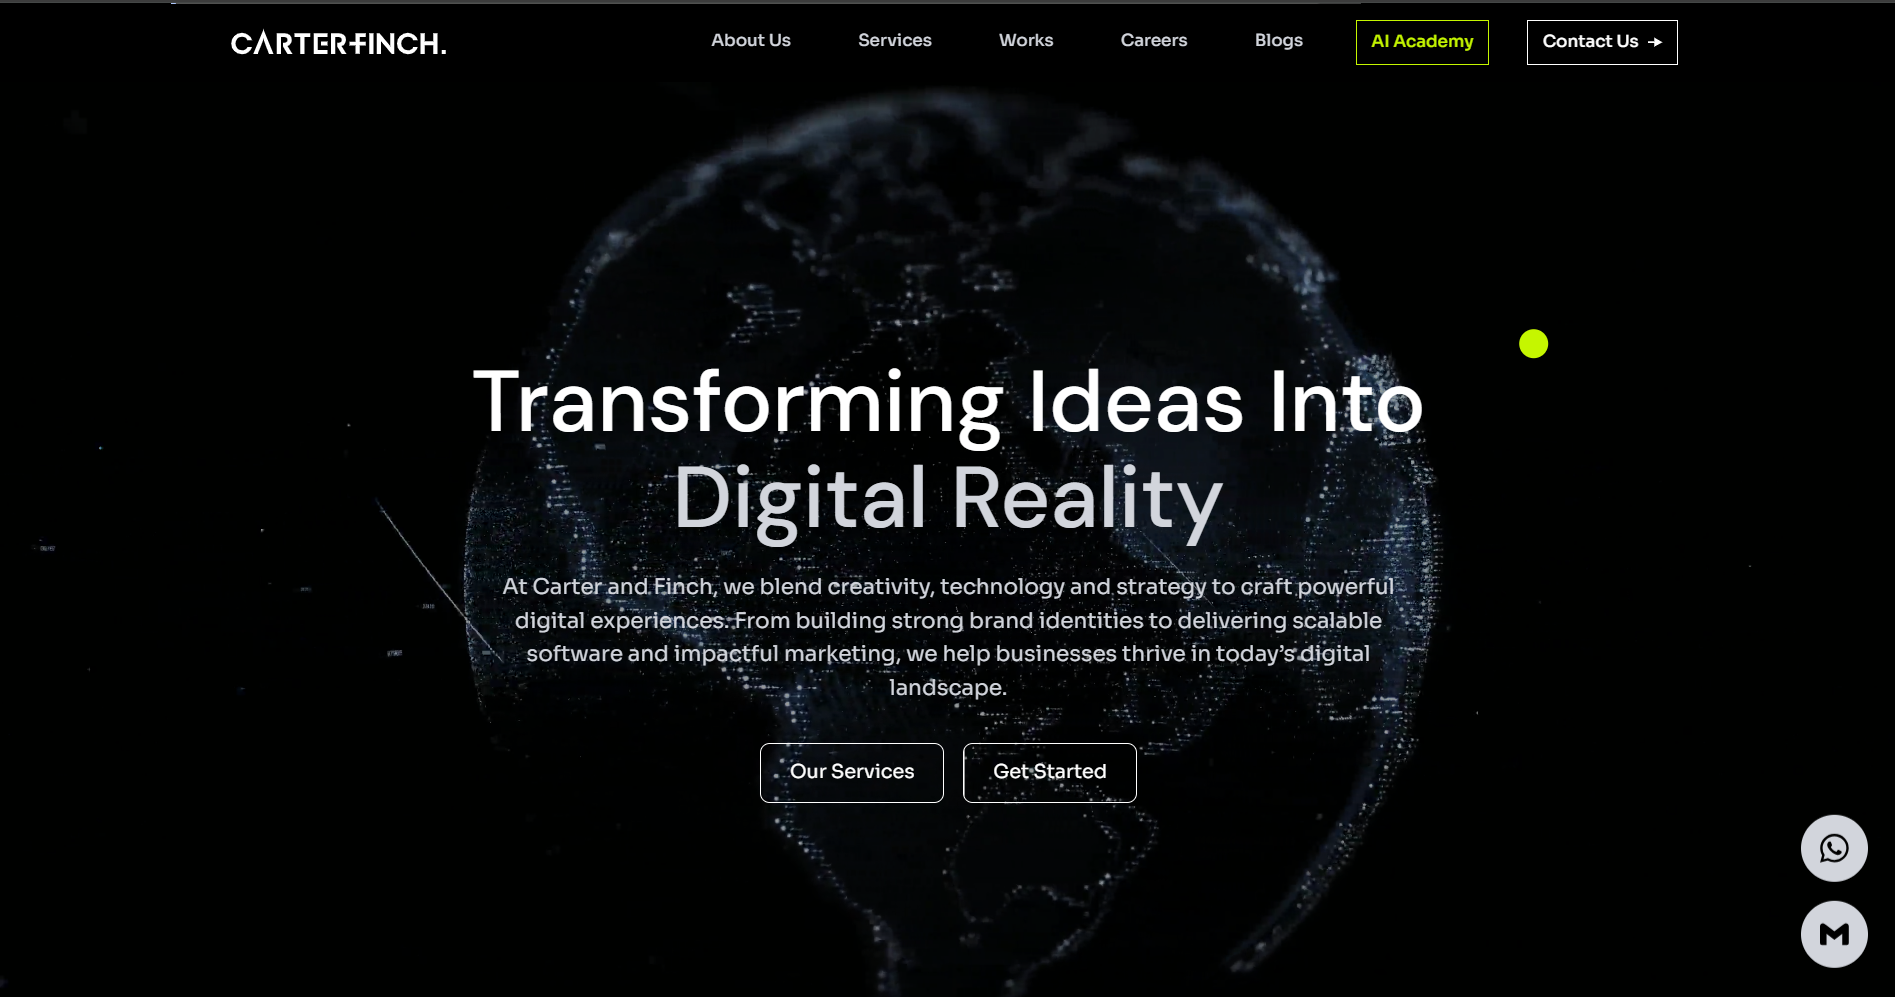 CARTER+FINCH.
About Us
Services
Works
Careers
Blogs
AI Academy
Contact Us
Transforming Ideas Into
Digital Reality
At Carter and Finch, we blend creativity, technology and strategy to craft powerful
digital experiences. From building strong brand identities to delivering scalable
software and impactful marketing, we help businesses thrive in today’s digital
landscape.
Our Services
Get Started